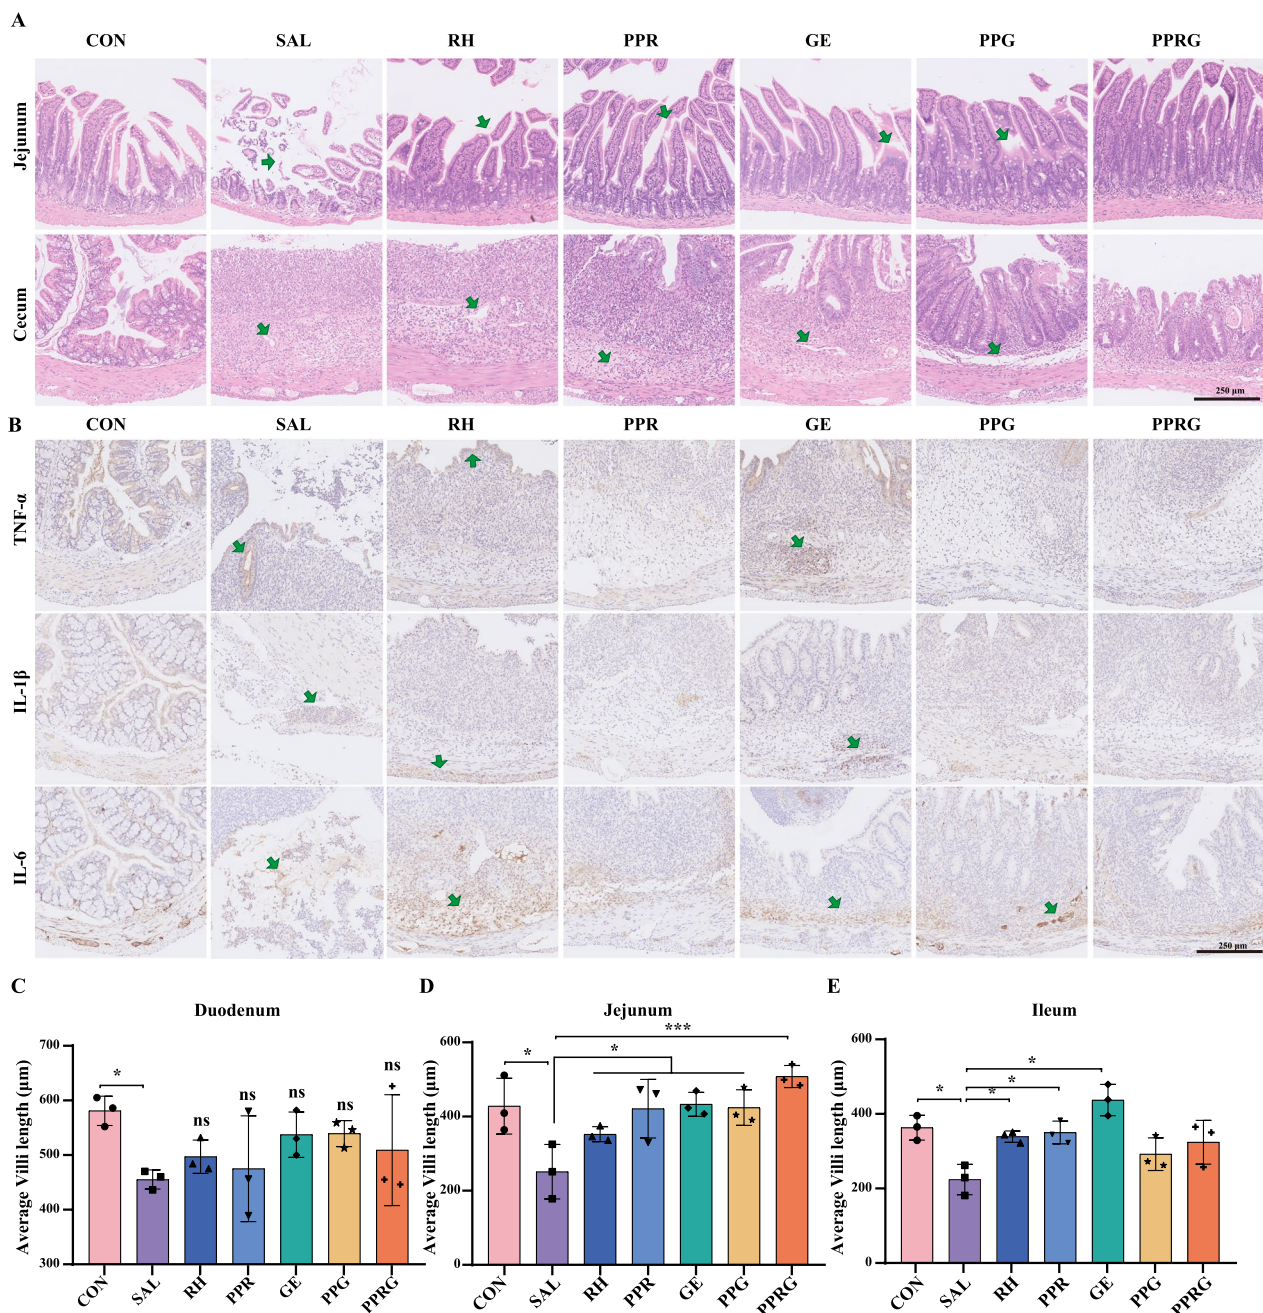 A
CON SAL RH PPR GE PPG PPRG
Jejunum
Cecum
250 μm
B
CON SAL RH PPR GE PPG PPRG
TNF-α
IL-1β
IL-6
250 μm
C
Duodenum
Average Villi length (μm)
700
600
500
400
300
*
ns
ns
ns
ns
ns
CON SAL RH PPR GE PPG PPRG
D
Jejunum
Average Villi length (μm)
600
400
200
0
*
*
***
CON SAL RH PPR GE PPG PPRG
E
Ileum
Average Villi length (μm)
600
400
200
0
*
*
*
*
CON SAL RH PPR GE PPG PPRG